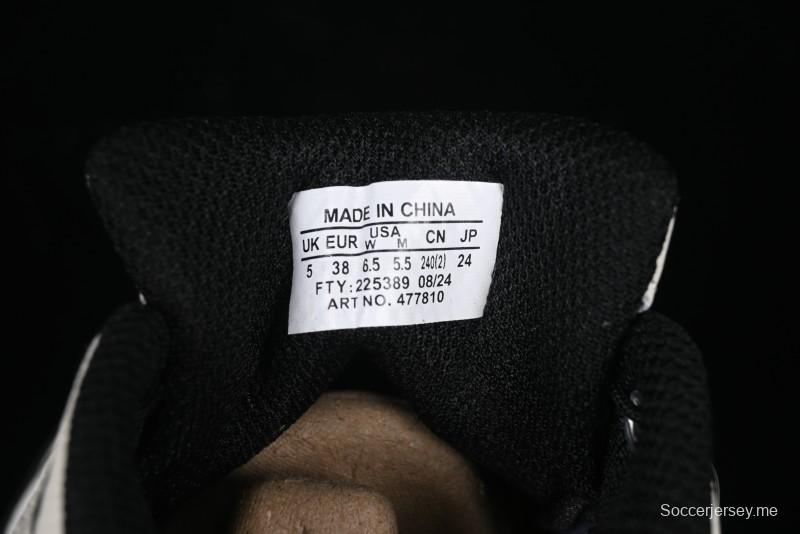 MADE IN CHINA
UK EUR USA W M CN JP
5 38 6.5 5.5 240(2) 24
FTY: 225389 08/24
ART NO. 477810
Soccerjersey.me